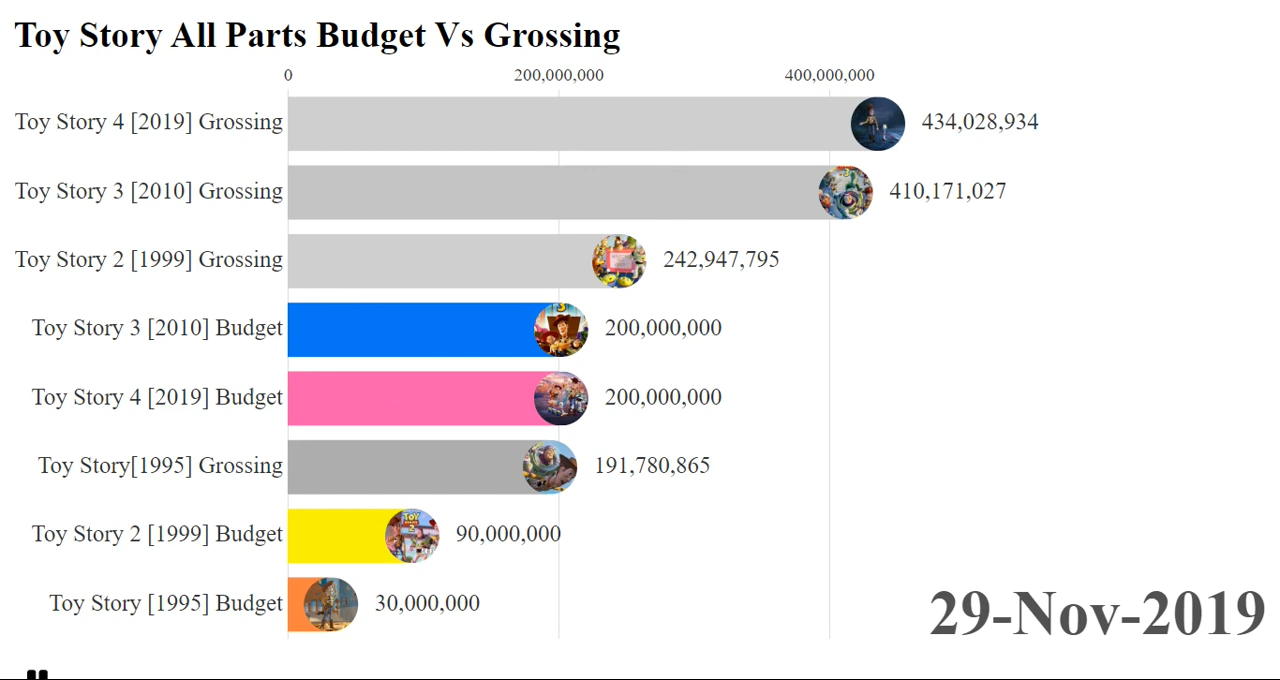 Toy Story All Parts Budget Vs Grossing
0 200,000,000 400,000,000
Toy Story 4 [2019] Grossing 434,028,934
Toy Story 3 [2010] Grossing 410,171,027
Toy Story 2 [1999] Grossing 242,947,795
Toy Story 3 [2010] Budget 200,000,000
Toy Story 4 [2019] Budget 200,000,000
Toy Story[1995] Grossing 191,780,865
Toy Story 2 [1999] Budget 90,000,000
Toy Story [1995] Budget 30,000,000
29-Nov-2019